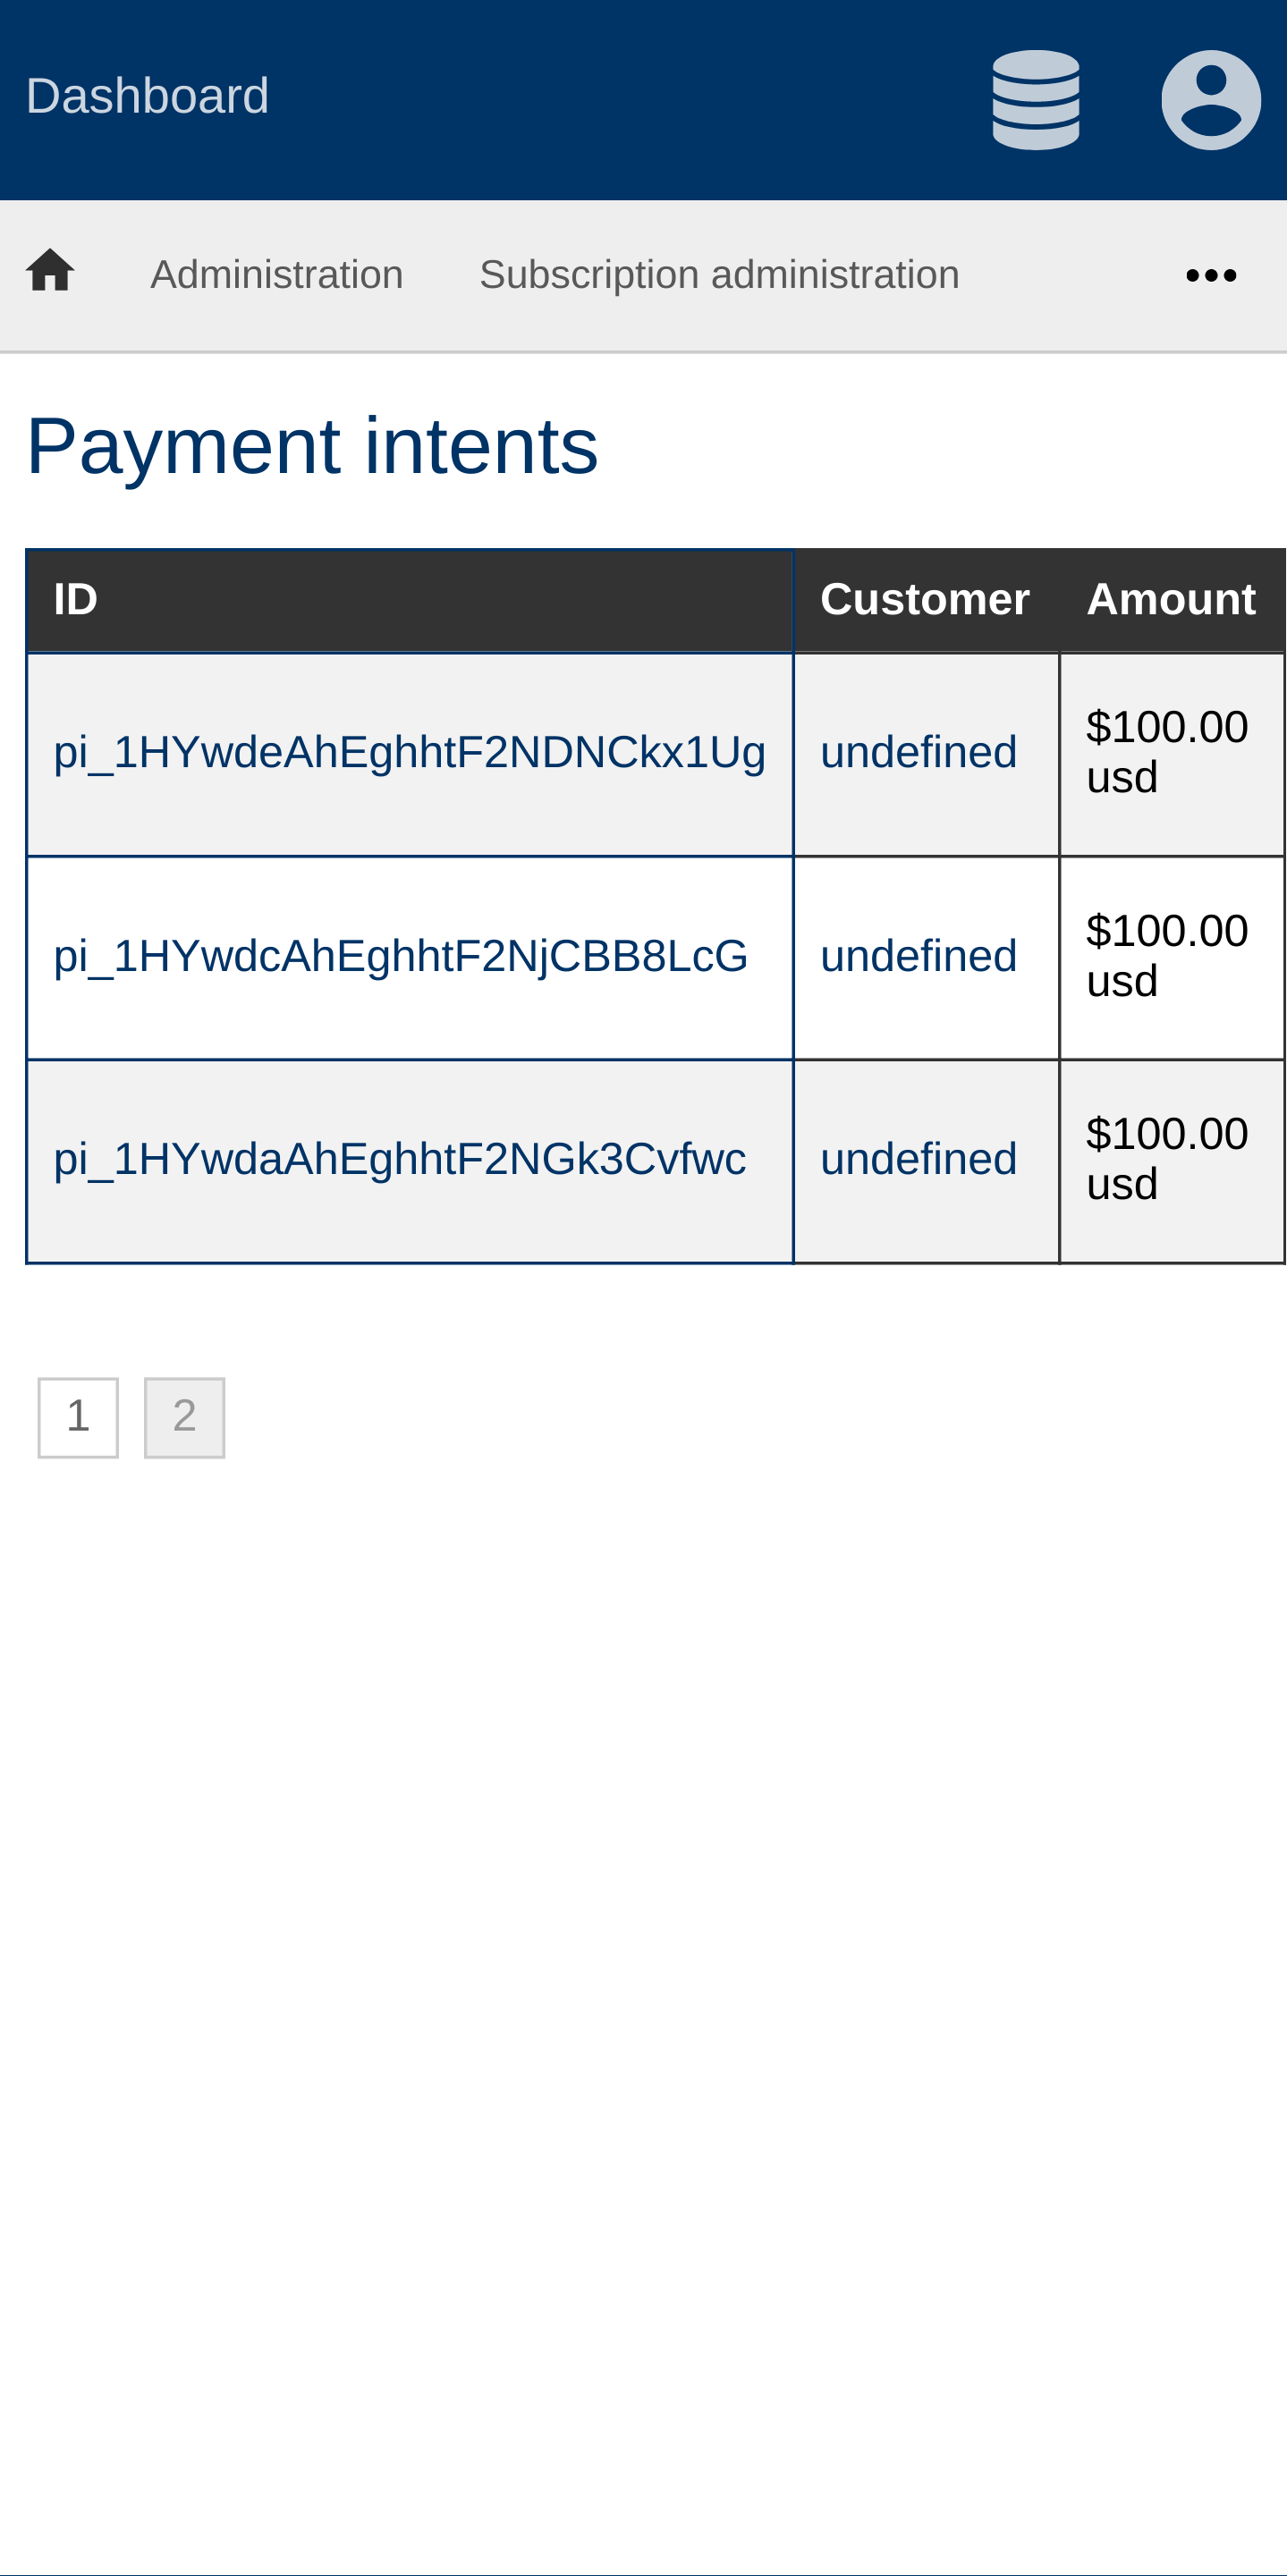 Dashboard
Administration Subscription administration •••
Payment intents
ID Customer Amount
pi_1HYwdeAhEghhtF2NDNCkx1Ug undefined $100.00
usd
pi_1HYwdcAhEghhtF2NjCBB8LcG undefined $100.00
usd
pi_1HYwdaAhEghhtF2NGk3Cvfwc undefined $100.00
usd
1 2